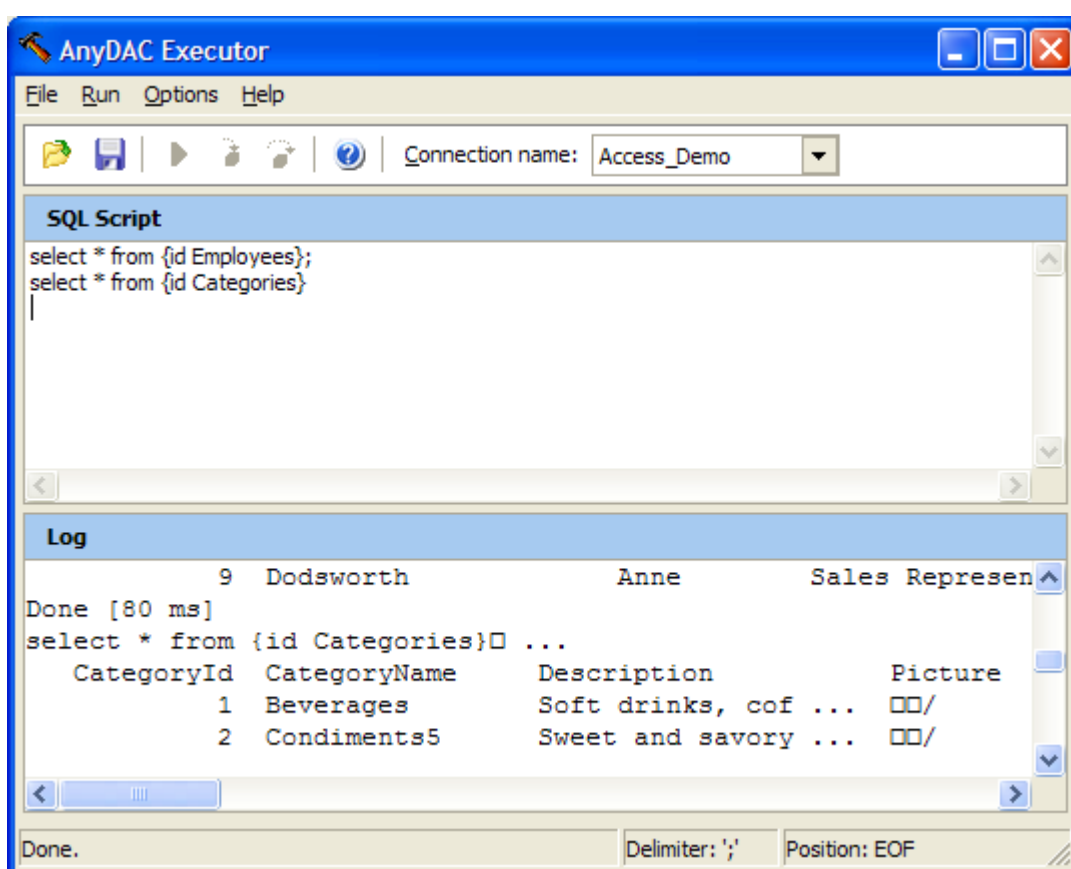 AnyDAC Executor
File Run Options Help
Connection name: Access_Demo
SQL Script
select * from {id Employees};
select * from {id Categories}
Log
9 Dodsworth Anne Sales Represen
Done [80 ms]
select * from {id Categories}□ ...
CategoryId CategoryName Description Picture
1 Beverages Soft drinks, cof ... □□/
2 Condiments5 Sweet and savory ... □□/
Done. Delimiter: ';' Position: EOF